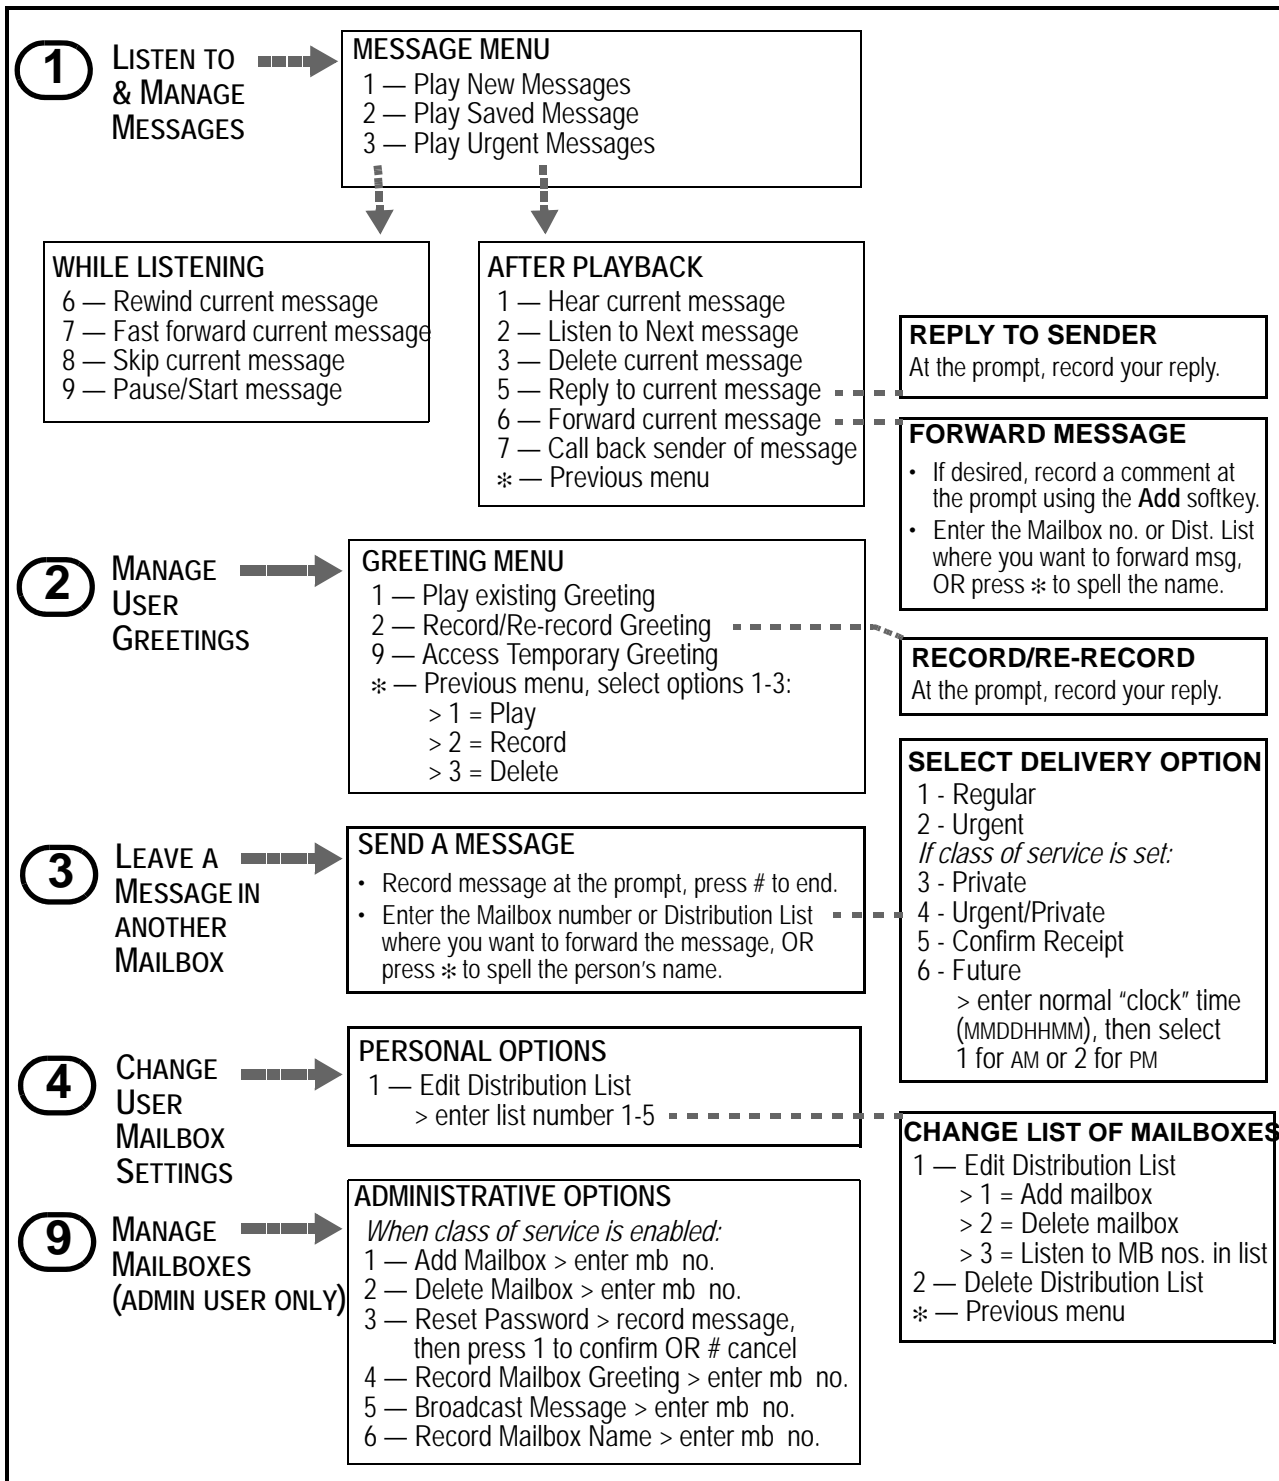 1
LISTEN TO
& MANAGE
MESSAGES
MESSAGE MENU
1 — Play New Messages
2 — Play Saved Message
3 — Play Urgent Messages
WHILE LISTENING
6 — Rewind current message
7 — Fast forward current message
8 — Skip current message
9 — Pause/Start message
AFTER PLAYBACK
1 — Hear current message
2 — Listen to Next message
3 — Delete current message
5 — Reply to current message
6 — Forward current message
7 — Call back sender of message
* — Previous menu
REPLY TO SENDER
At the prompt, record your reply.
FORWARD MESSAGE
• If desired, record a comment at
the prompt using the Add softkey.
• Enter the Mailbox no. or Dist. List
where you want to forward msg,
OR press * to spell the name.
2
MANAGE
USER
GREETINGS
GREETING MENU
1 — Play existing Greeting
2 — Record/Re-record Greeting
9 — Access Temporary Greeting
* — Previous menu, select options 1-3:
> 1 = Play
> 2 = Record
> 3 = Delete
RECORD/RE-RECORD
At the prompt, record your reply.
3
LEAVE A
MESSAGE IN
ANOTHER
MAILBOX
SEND A MESSAGE
• Record message at the prompt, press # to end.
• Enter the Mailbox number or Distribution List
where you want to forward the message, OR
press * to spell the person's name.
SELECT DELIVERY OPTION
1 - Regular
2 - Urgent
If class of service is set:
3 - Private
4 - Urgent/Private
5 - Confirm Receipt
6 - Future
> enter normal "clock" time
(MMDDHHMM), then select
1 for AM or 2 for PM
4
CHANGE
USER
MAILBOX
SETTINGS
PERSONAL OPTIONS
1 — Edit Distribution List
> enter list number 1-5
CHANGE LIST OF MAILBOXES
1 — Edit Distribution List
> 1 = Add mailbox
> 2 = Delete mailbox
> 3 = Listen to MB nos. in list
2 — Delete Distribution List
* — Previous menu
9
MANAGE
MAILBOXES
(ADMIN USER ONLY)
ADMINISTRATIVE OPTIONS
When class of service is enabled:
1 — Add Mailbox > enter mb no.
2 — Delete Mailbox > enter mb no.
3 — Reset Password > record message,
then press 1 to confirm OR # cancel
4 — Record Mailbox Greeting > enter mb no.
5 — Broadcast Message > enter mb no.
6 — Record Mailbox Name > enter mb no.